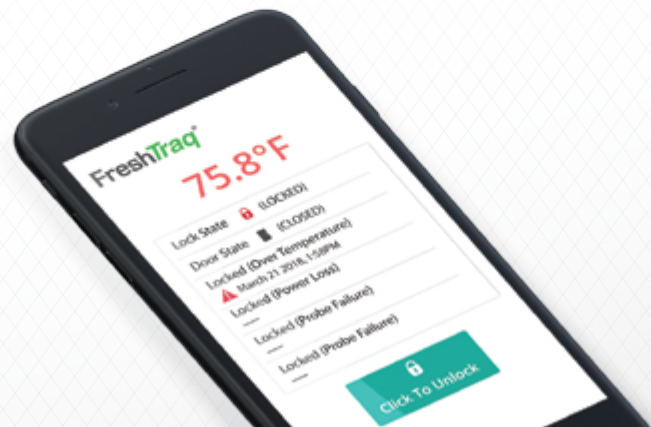 FreshTraq®
75.8°F
Lock State (LOCKED)
Door State (CLOSED)
Locked (Over Temperature)
March 21 2018, 1:58PM
Locked (Power Loss)
---
Locked (Probe Failure)
---
Locked (Probe Failure)
---
Click To Unlock